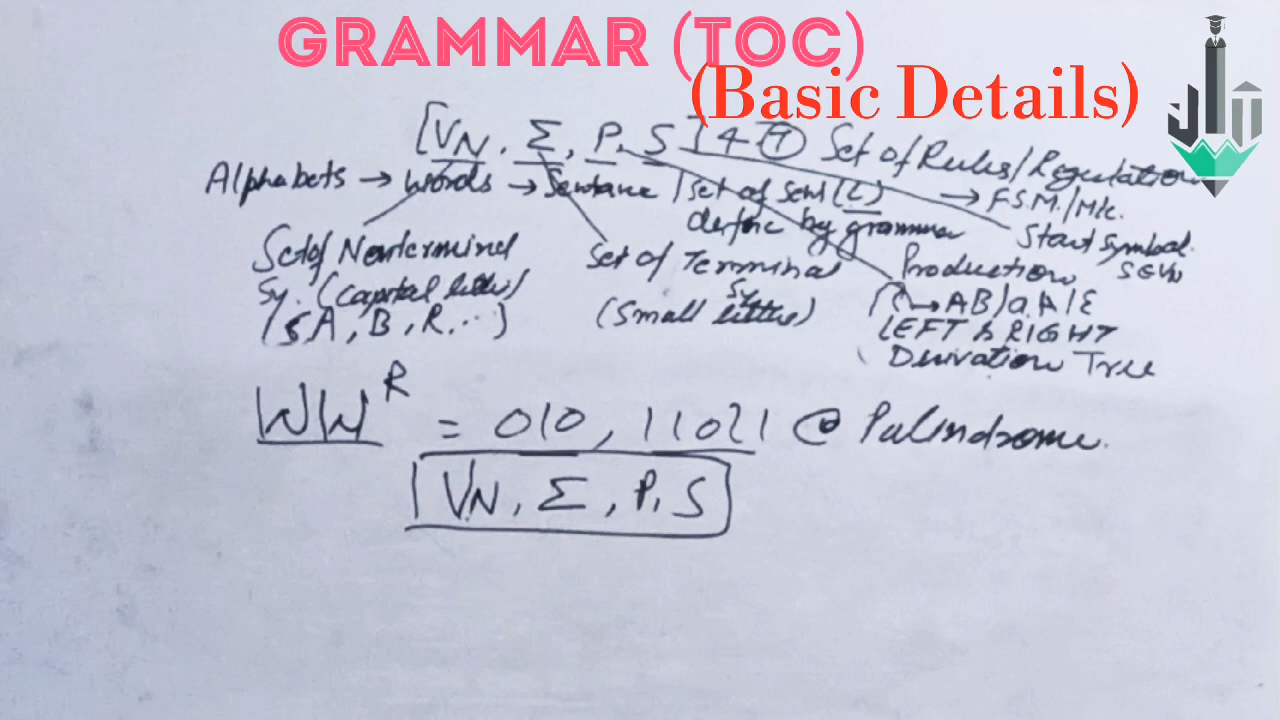 GRAMMAR (TOC)
(Basic Details)
[VN, Σ, P, S] 4-T Set of Rules/Regulation
Alphabets → words → Sentance / set of sent (L) → F.S.M./M/c.
define by grammer
Start Symbol.
S∈VN
Set of Nonterminal
Sy. (Capital letter)
(S, A, B, R, ...)
Set of Terminal
Sy
(Small letter)
Production
→ AB/a.A/ε
LEFT & RIGHT
Derivation Tree
WW^R = 010, 11011 @ Palindrome.
VN, Σ, P, S